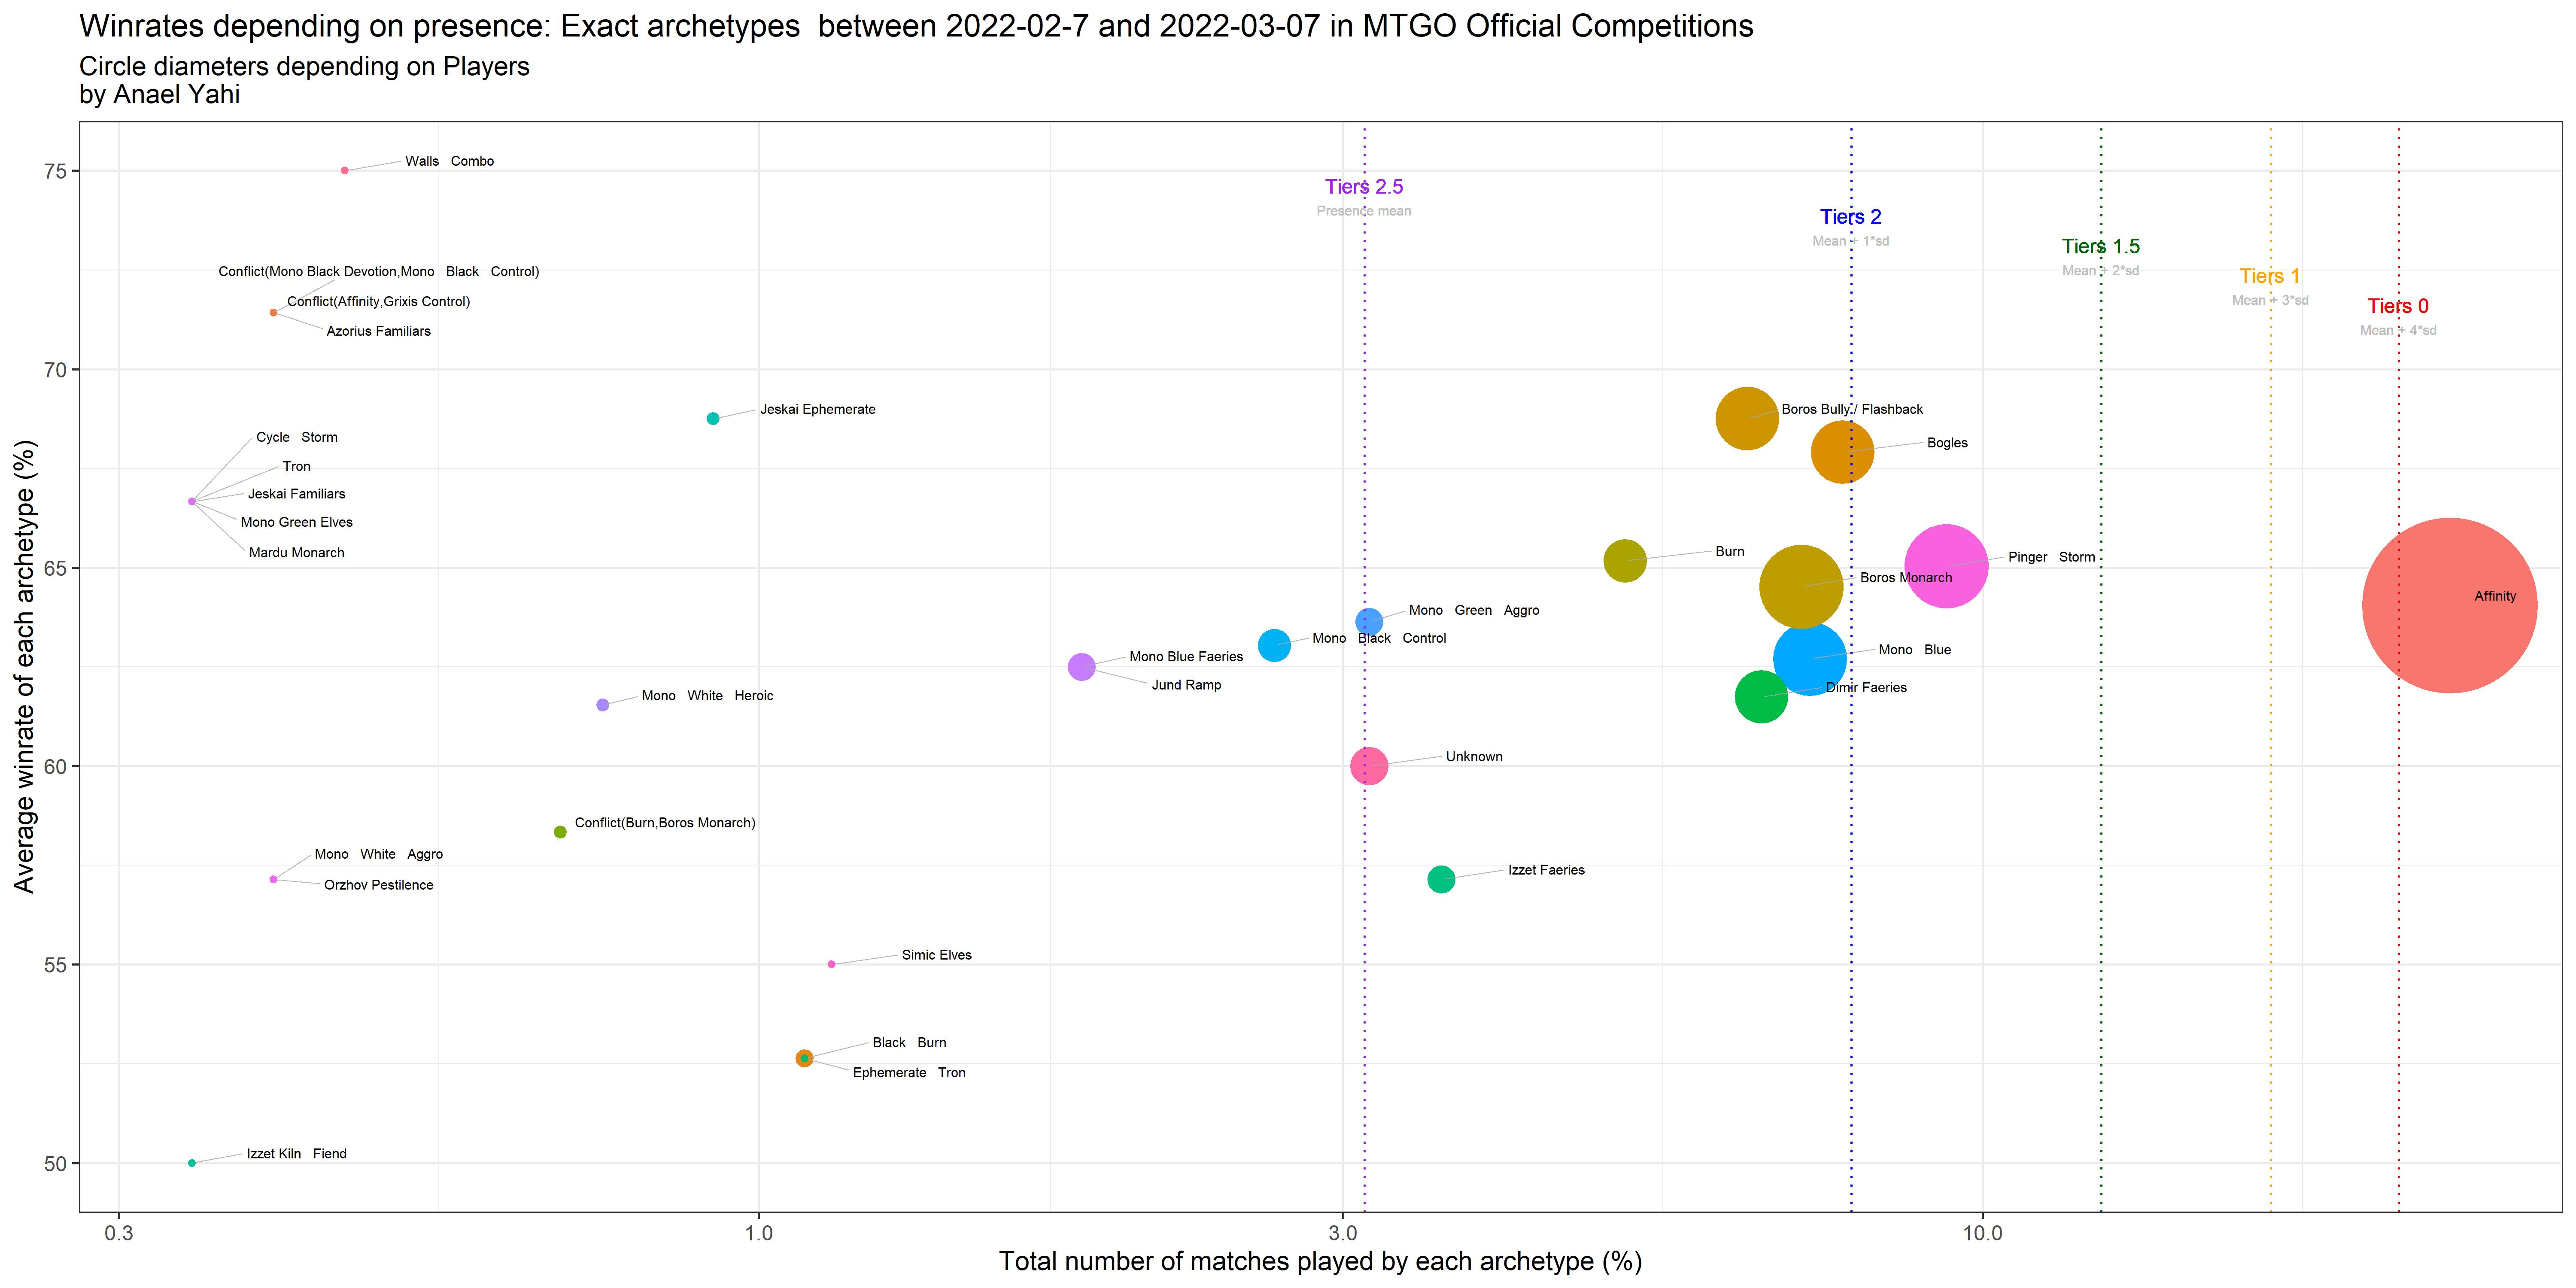 Winrates depending on presence: Exact archetypes  between 2022-02-7 and 2022-03-07 in MTGO Official Competitions
Circle diameters depending on Players
by Anael Yahi
Average winrate of each archetype (%)
75
70
65
60
55
50
Walls   Combo
Tiers 2.5
Presence mean
Tiers 2
Mean + 1*sd
Tiers 1.5
Mean + 2*sd
Tiers 1
Mean + 3*sd
Tiers 0
Mean + 4*sd
Conflict(Mono Black Devotion,Mono   Black   Control)
Conflict(Affinity,Grixis Control)
Azorius Familiars
Jeskai Ephemerate
Boros Bully / Flashback
Bogles
Cycle   Storm
Tron
Jeskai Familiars
Mono Green Elves
Mardu Monarch
Burn
Pinger   Storm
Boros Monarch
Affinity
Mono   Green   Aggro
Mono   Black   Control
Mono   Blue
Mono Blue Faeries
Jund Ramp
Dimir Faeries
Mono   White   Heroic
Unknown
Conflict(Burn,Boros Monarch)
Mono   White   Aggro
Orzhov Pestilence
Izzet Faeries
Simic Elves
Black   Burn
Ephemerate   Tron
Izzet Kiln   Fiend
0.3
1.0
3.0
10.0
Total number of matches played by each archetype (%)